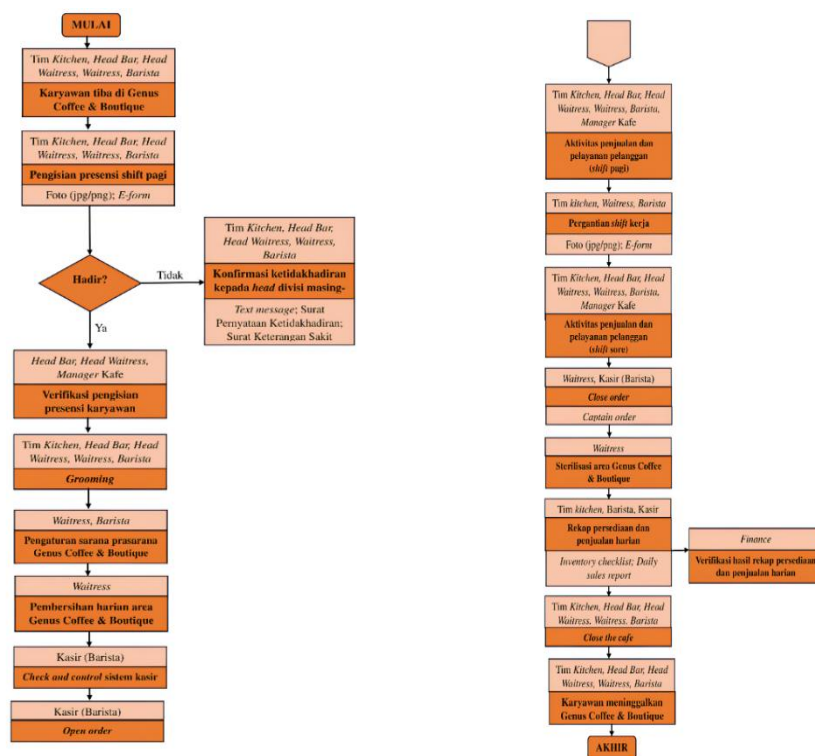 MULAI
Tim Kitchen, Head Bar, Head
Waitress, Waitress, Barista
Karyawan tiba di Genus
Coffee & Boutique
Tim Kitchen, Head Bar, Head
Waitress, Waitress, Barista
Pengisian presensi shift pagi
Foto (jpg/png); E-form
Hadir?
Tidak
Tim Kitchen, Head Bar,
Head Waitress, Waitress,
Barista
Konfirmasi ketidakhadiran
kepada head divisi masing-
Text message; Surat
Pernyataan Ketidakhadiran;
Surat Keterangan Sakit
Ya
Head Bar, Head Waitress,
Manager Kafe
Verifikasi pengisian
presensi karyawan
Tim Kitchen, Head Bar, Head
Waitress, Waitress, Barista
Grooming
Waitress, Barista
Pengaturan sarana prasarana
Genus Coffee & Boutique
Waitress
Pembersihan harian area
Genus Coffee & Boutique
Kasir (Barista)
Check and control sistem kasir
Kasir (Barista)
Open order
Tim Kitchen, Head Bar, Head
Waitress, Waitress, Barista,
Manager Kafe
Aktivitas penjualan dan
pelayanan pelanggan
(shift pagi)
Tim kitchen, Waitress, Barista
Pergantian shift kerja
Foto (jpg/png); E-form
Tim Kitchen, Head Bar, Head
Waitress, Waitress, Barista,
Manager Kafe
Aktivitas penjualan dan
pelayanan pelanggan
(shift sore)
Waitress, Kasir (Barista)
Close order
Captain order
Waitress
Sterilisasi area Genus Coffee
& Boutique
Tim kitchen, Barista, Kasir
Rekap persediaan dan
penjualan harian
Inventory checklist; Daily
sales report
Finance
Verifikasi hasil rekap persediaan
dan penjualan harian
Tim Kitchen, Head Bar, Head
Waitress, Waitress, Barista
Close the cafe
Tim Kitchen, Head Bar, Head
Waitress, Waitress, Barista
Karyawan meninggalkan
Genus Coffee & Boutique
AKHIR